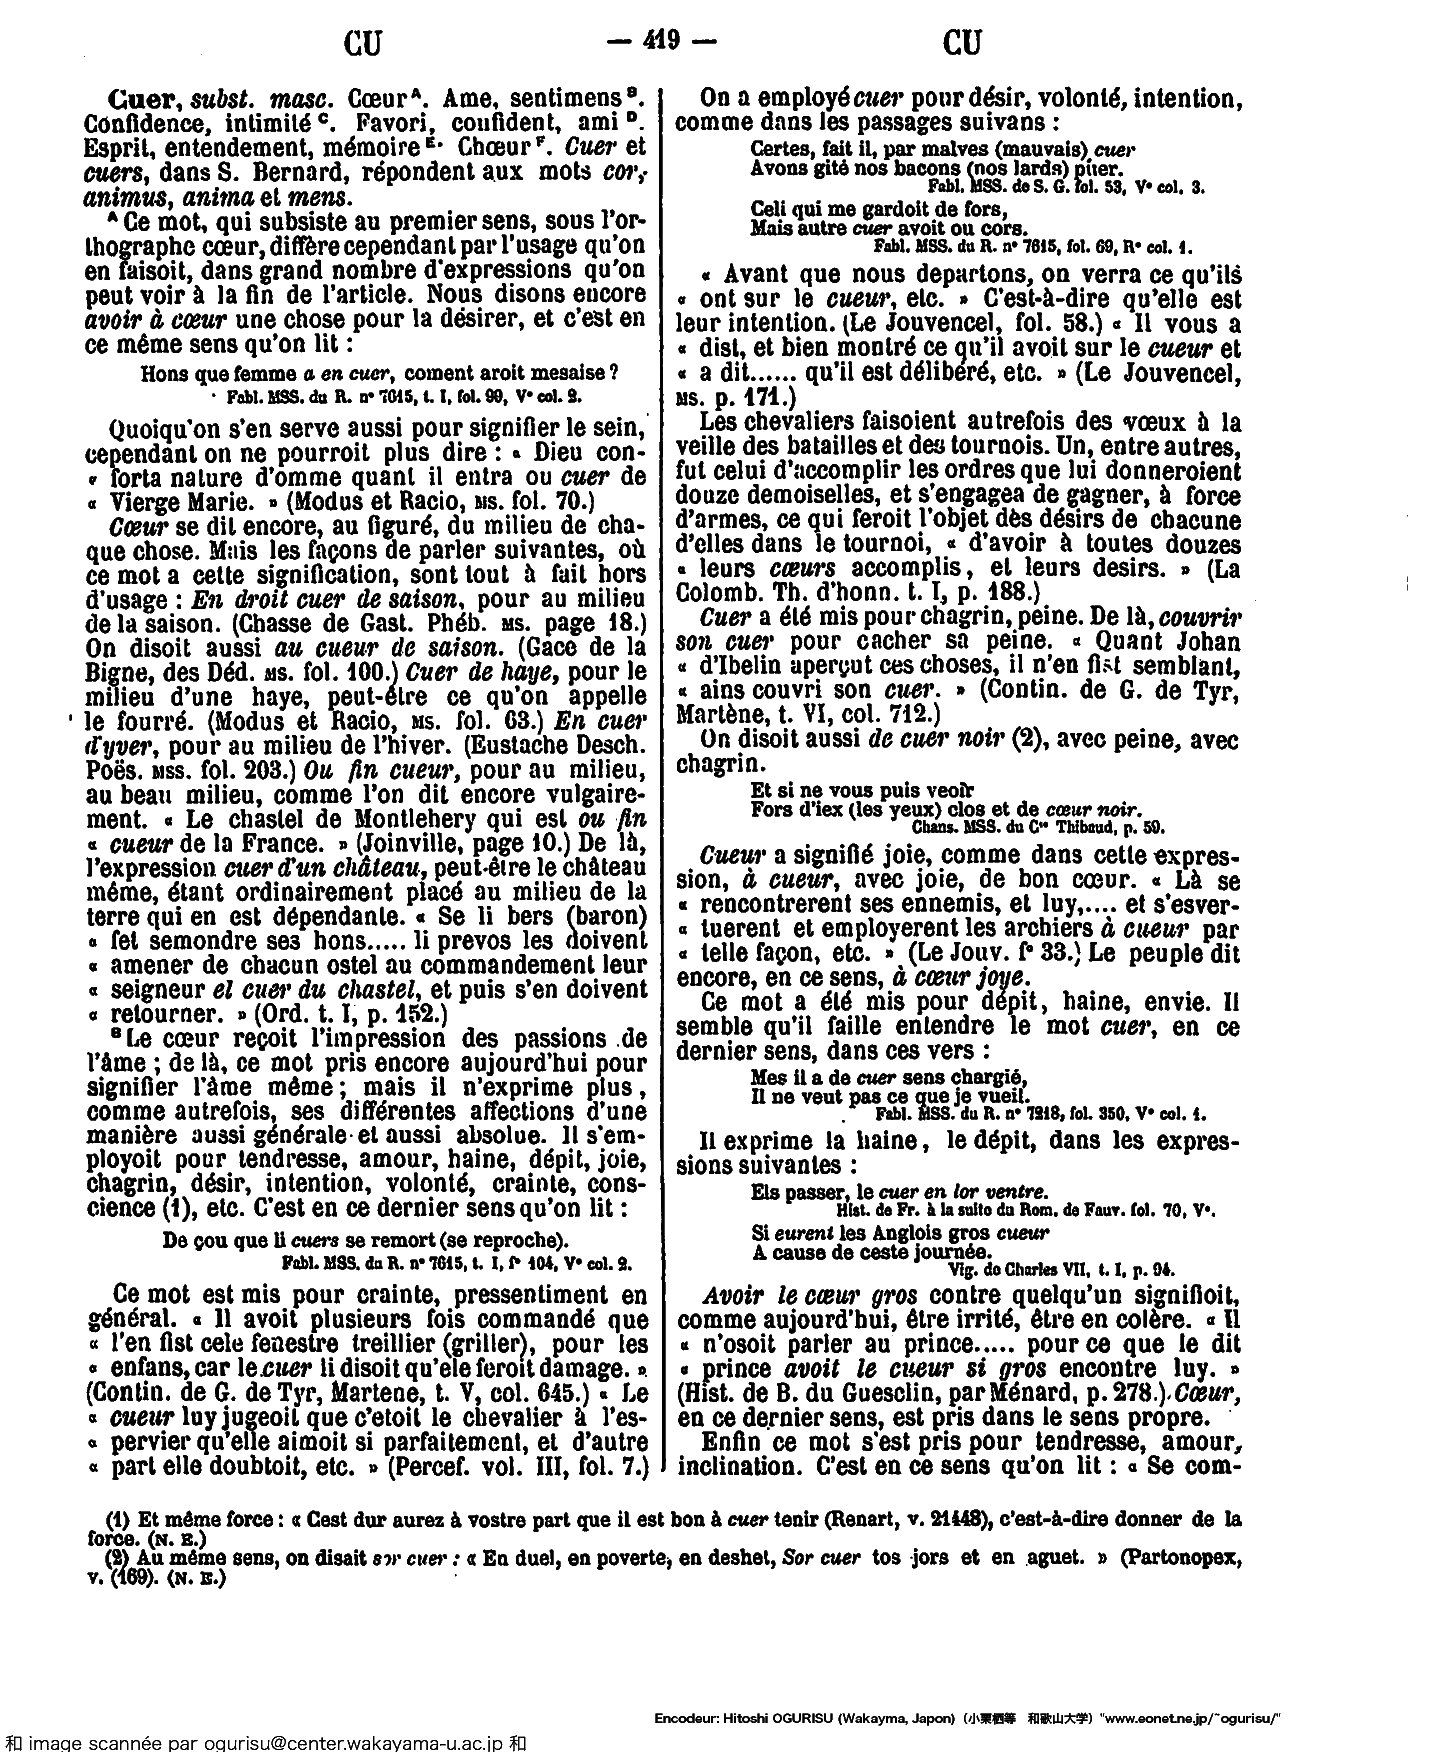 CU — 419 — CU
Cuer, subst. masc. Cœur ᴬ. Ame, sentimens ᴮ.
Confidence, intimité ᶜ. Favori, confident, ami ᴰ.
Esprit, entendement, mémoire ᴱ. Chœur ꟳ. Cuer et
cuers, dans S. Bernard, répondent aux mots cor,
animus, anima et mens.
ᴬ Ce mot, qui subsiste au premier sens, sous l'or-
thographe cœur, diffère cependant par l'usage qu'on
en faisoit, dans grand nombre d'expressions qu'on
peut voir à la fin de l'article. Nous disons encore
avoir à cœur une chose pour la désirer, et c'est en
ce même sens qu'on lit :
Hons que femme a en cuer, coment aroit mesaise ?
Fabl. MSS. du R. nº 7615, t. I, fol. 99, Vº col. 2.
Quoiqu'on s'en serve aussi pour signifier le sein,
cependant on ne pourroit plus dire : « Dieu con-
« forta nature d'omme quant il entra ou cuer de
« Vierge Marie. » (Modus et Racio, MS. fol. 70.)
Cœur se dit encore, au figuré, du milieu de cha-
que chose. Mais les façons de parler suivantes, où
ce mot a cette signification, sont tout à fait hors
d'usage : En droit cuer de saison, pour au milieu
de la saison. (Chasse de Gast. Phéb. MS. page 18.)
On disoit aussi au cueur de saison. (Gace de la
Bigne, des Déd. MS. fol. 100.) Cuer de haye, pour le
milieu d'une haye, peut-être ce qu'on appelle
le fourré. (Modus et Racio, MS. fol. 63.) En cuer
d'yver, pour au milieu de l'hiver. (Eustache Desch.
Poës. MSS. fol. 203.) Ou fin cueur, pour au milieu,
au beau milieu, comme l'on dit encore vulgaire-
ment. « Le chastel de Montlehery qui est ou fin
« cueur de la France. » (Joinville, page 10.) De là,
l'expression cuer d'un château, peut-être le château
même, étant ordinairement placé au milieu de la
terre qui en est dépendante. « Se li bers (baron)
« fet semondre ses hons..... li prevos les doivent
« amener de chacun ostel au commandement leur
« seigneur el cuer du chastel, et puis s'en doivent
« retourner. » (Ord. t. I, p. 152.)
ᴮ Le cœur reçoit l'impression des passions de
l'âme ; de là, ce mot pris encore aujourd'hui pour
signifier l'âme même ; mais il n'exprime plus,
comme autrefois, ses différentes affections d'une
manière aussi générale et aussi absolue. Il s'em-
ployoit pour tendresse, amour, haine, dépit, joie,
chagrin, désir, intention, volonté, crainte, cons-
cience (1), etc. C'est en ce dernier sens qu'on lit :
De çou que li cuers se remort (se reproche).
Fabl. MSS. du R. nº 7615, t. I, fº 104, Vº col. 2.
Ce mot est mis pour crainte, pressentiment en
général. « Il avoit plusieurs fois commandé que
« l'en fist cele fenestre treillier (griller), pour les
« enfans, car le cuer li disoit qu'ele feroit damage. »
(Contin. de G. de Tyr, Martene, t. V, col. 645.) « Le
« cueur luy jugeoit que c'etoit le chevalier à l'es-
« pervier qu'elle aimoit si parfaitement, et d'autre
« part elle doubtoit, etc. » (Percef. vol. III, fol. 7.)
On a employé cuer pour désir, volonté, intention,
comme dans les passages suivans :
Certes, fait il, par malves (mauvais) cuer
Avons gité nos bacons (nos lards) puer.
Fabl. MSS. de S. G. fol. 53, Vº col. 3.
Celi qui me gardoit de fors,
Mais autre cuer avoit ou cors.
Fabl. MSS. du R. nº 7615, fol. 69, Rº col. 1.
« Avant que nous departons, on verra ce qu'ils
« ont sur le cueur, etc. » C'est-à-dire qu'elle est
leur intention. (Le Jouvencel, fol. 58.) « Il vous a
« dist, et bien montré ce qu'il avoit sur le cueur et
« a dit...... qu'il est délibéré, etc. » (Le Jouvencel,
MS. p. 171.)
Les chevaliers faisoient autrefois des vœux à la
veille des batailles et des tournois. Un, entre autres,
fut celui d'accomplir les ordres que lui donneroient
douze demoiselles, et s'engagea de gagner, à force
d'armes, ce qui feroit l'objet dès désirs de chacune
d'elles dans le tournoi, « d'avoir à toutes douzes
« leurs cœurs accomplis, et leurs desirs. » (La
Colomb. Th. d'honn. t. I, p. 188.)
Cuer a été mis pour chagrin, peine. De là, couvrir
son cuer pour cacher sa peine. « Quant Johan
« d'Ibelin aperçut ces choses, il n'en fist semblant,
« ains couvri son cuer. » (Contin. de G. de Tyr,
Martène, t. VI, col. 712.)
On disoit aussi de cuer noir (2), avec peine, avec
chagrin.
Et si ne vous puis veoir
Fors d'iex (les yeux) clos et de cœur noir.
Chans. MSS. du Cᵗᵉ Thibaud, p. 59.
Cueur a signifié joie, comme dans cette expres-
sion, à cueur, avec joie, de bon cœur. « Là se
« rencontrerent ses ennemis, et luy,.... et s'esver-
« tuerent et employerent les archiers à cueur par
« telle façon, etc. » (Le Jouv. fº 33.) Le peuple dit
encore, en ce sens, à cœur joye.
Ce mot a été mis pour dépit, haine, envie. Il
semble qu'il faille entendre le mot cuer, en ce
dernier sens, dans ces vers :
Mes il a de cuer sens chargié,
Il ne veut pas ce que je vueil.
Fabl. MSS. du R. nº 7218, fol. 350, Vº col. 1.
Il exprime la haine, le dépit, dans les expres-
sions suivantes :
Els passer, le cuer en lor ventre.
Hist. de Fr. à la suite du Rom. de Fauv. fol. 70, Vº.
Si eurent les Anglois gros cueur
A cause de ceste journée.
Vig. de Charles VII, t. I, p. 94.
Avoir le cœur gros contre quelqu'un signifioit,
comme aujourd'hui, être irrité, être en colère. « Il
« n'osoit parler au prince..... pour ce que le dit
« prince avoit le cueur si gros encontre luy. »
(Hist. de B. du Guesclin, par Ménard, p. 278.) Cœur,
en ce dernier sens, est pris dans le sens propre.
Enfin ce mot s'est pris pour tendresse, amour,
inclination. C'est en ce sens qu'on lit : « Se com-
(1) Et même force : « Cest dur aurez à vostre part que il est bon à cuer tenir (Renart, v. 21448), c'est-à-dire donner de la
force. (N. E.)
(2) Au même sens, on disait sor cuer : « En duel, en poverte, en deshet, Sor cuer tos jors et en aguet. » (Partonopex,
v. (169). (N. E.)
Encodeur: Hitoshi OGURISU (Wakayma, Japon) (小栗栖等 和歌山大学) "www.eonet.ne.jp/~ogurisu/"
和 image scannée par ogurisu@center.wakayama-u.ac.jp 和